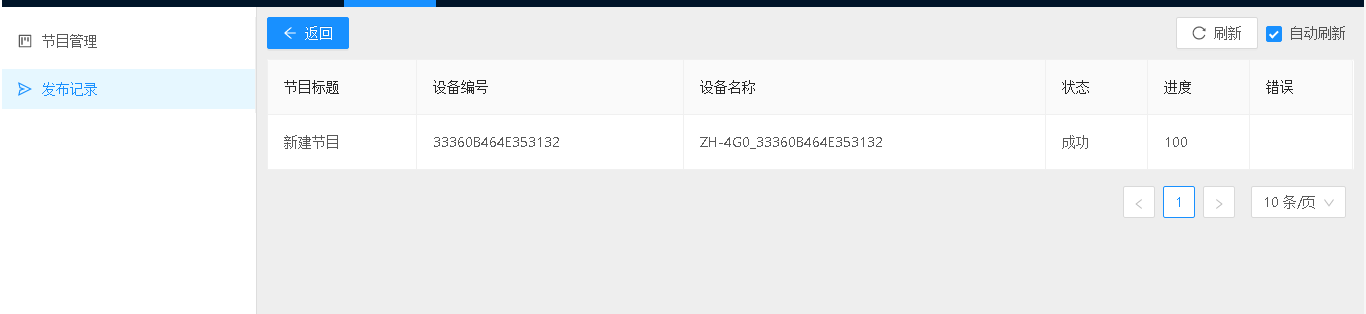 节目管理
发布记录
返回
刷新 自动刷新
节目标题 设备编号 设备名称 状态 进度 错误
新建节目 33360B464E353132 ZH-4G0_33360B464E353132 成功 100
1 10 条/页